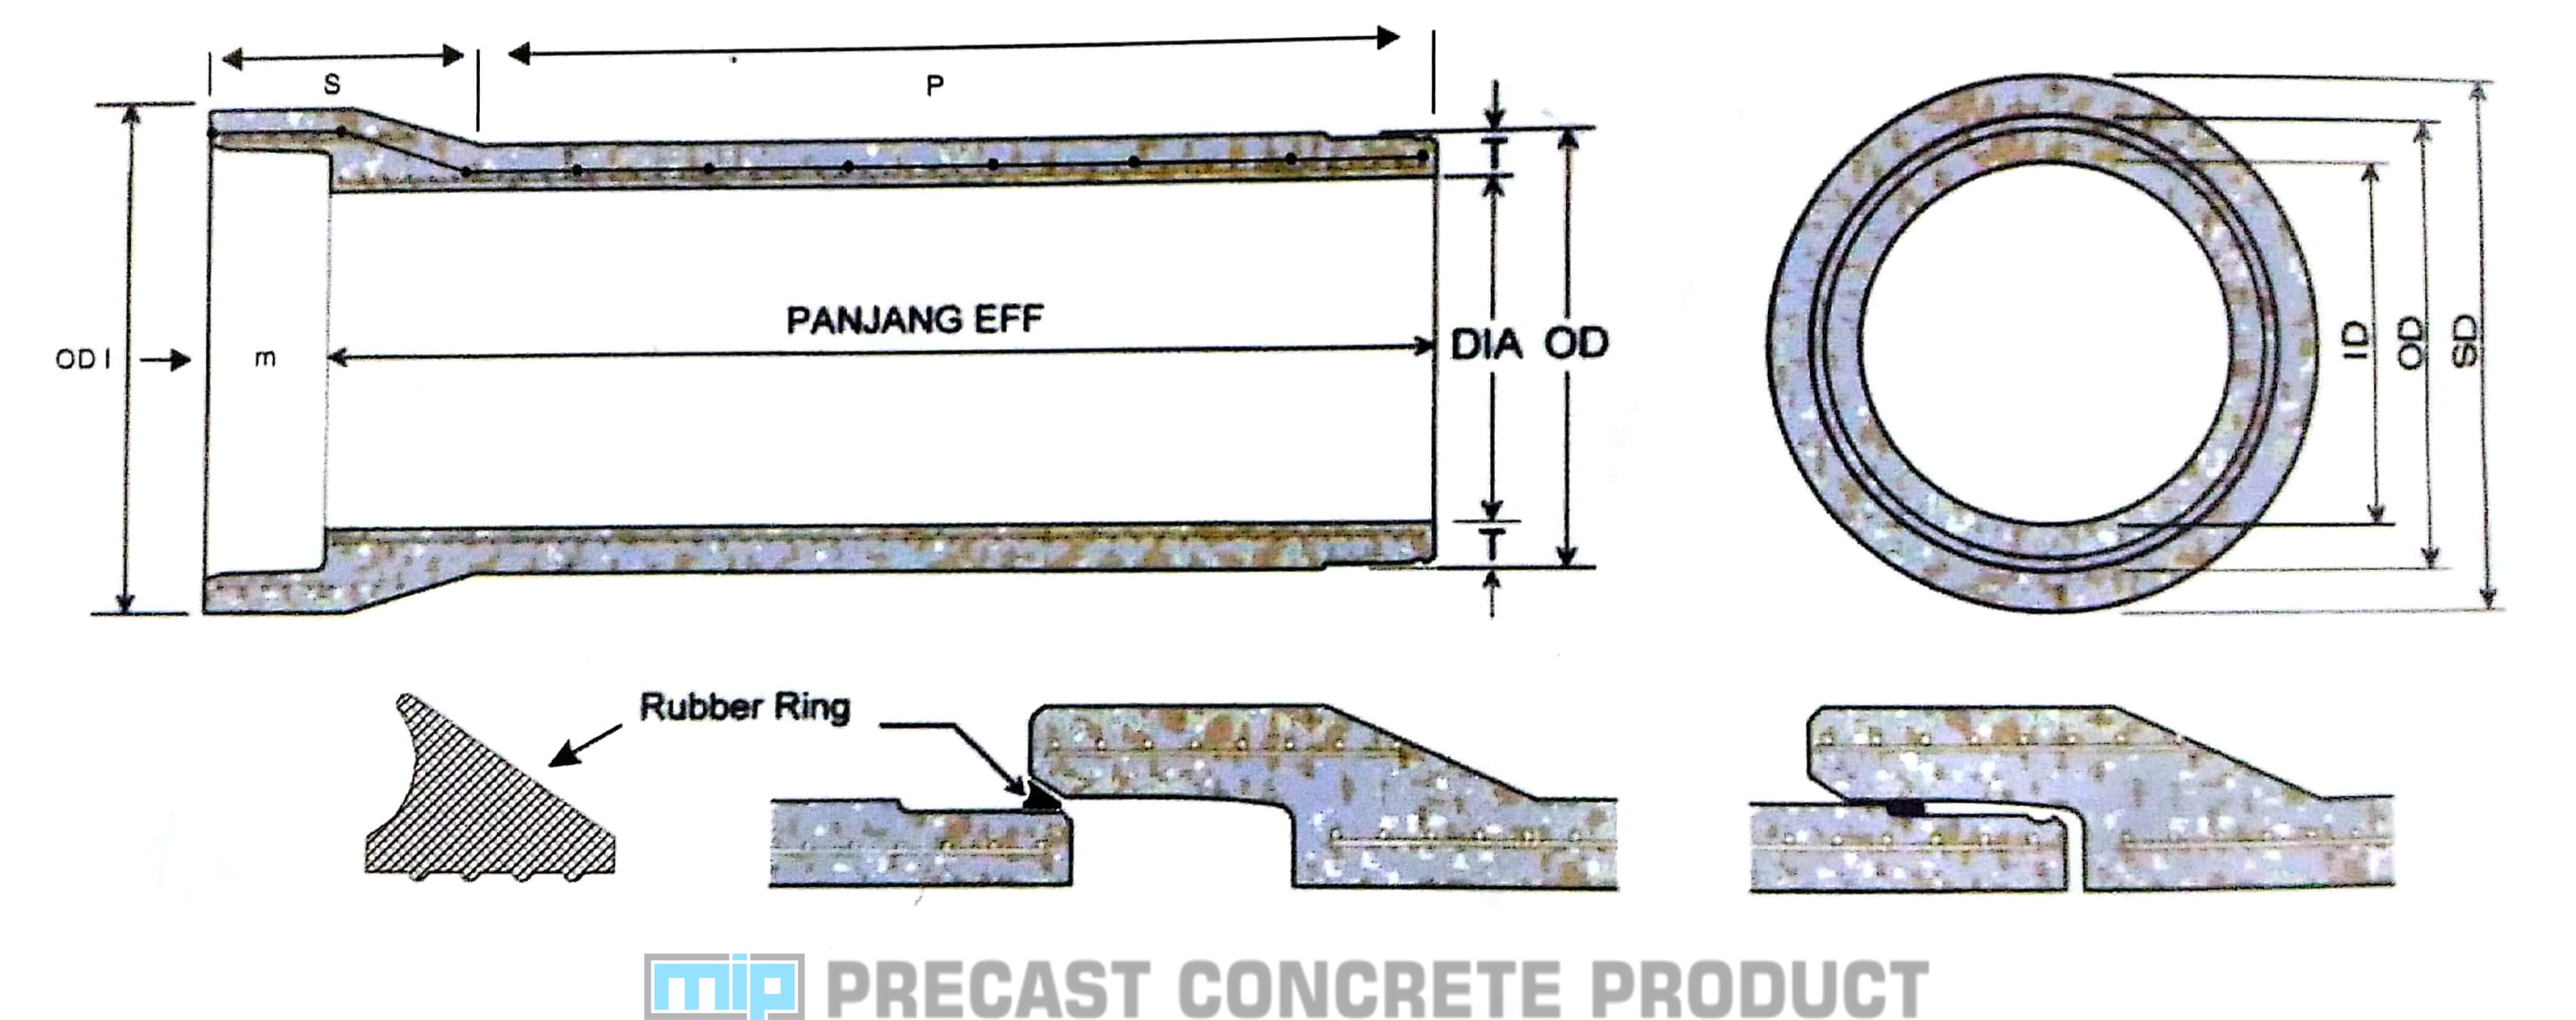 S
P
T
PANJANG EFF
OD I
m
DIA
OD
T
ID
OD
SD
Rubber Ring
mip PRECAST CONCRETE PRODUCT